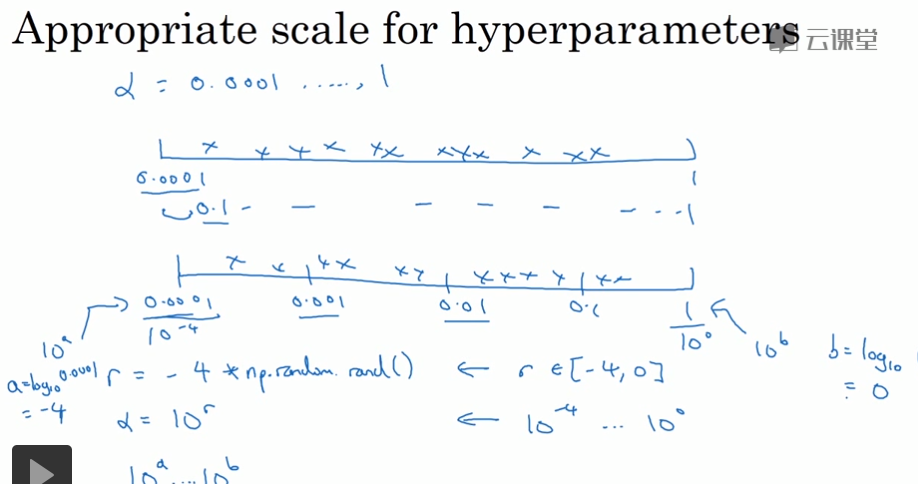 Appropriate scale for hyperparameters
云课堂
α = 0.0001 ....., 1
0.0001 1
0.1 - - - - - - ... 1
0.0001 0.001 0.01 0.1 1
10^-4 10^0
10^a 10^b
a = log10 0.0001
= -4
r = -4 * np.random.rand() ← r ∈ [-4, 0]
b = log10
= 0
α = 10^r ← 10^-4 ... 10^0
10^a ... 10^b